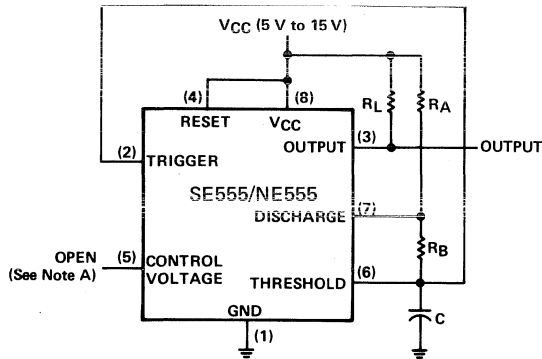 VCC (5 V to 15 V)
(4)
(8)
RL
RA
RESET
VCC
(3)
OUTPUT
OUTPUT
(2)
TRIGGER
SE555/NE555
(7)
DISCHARGE
RB
OPEN
(See Note A)
(5)
CONTROL
VOLTAGE
(6)
THRESHOLD
C
GND
(1)